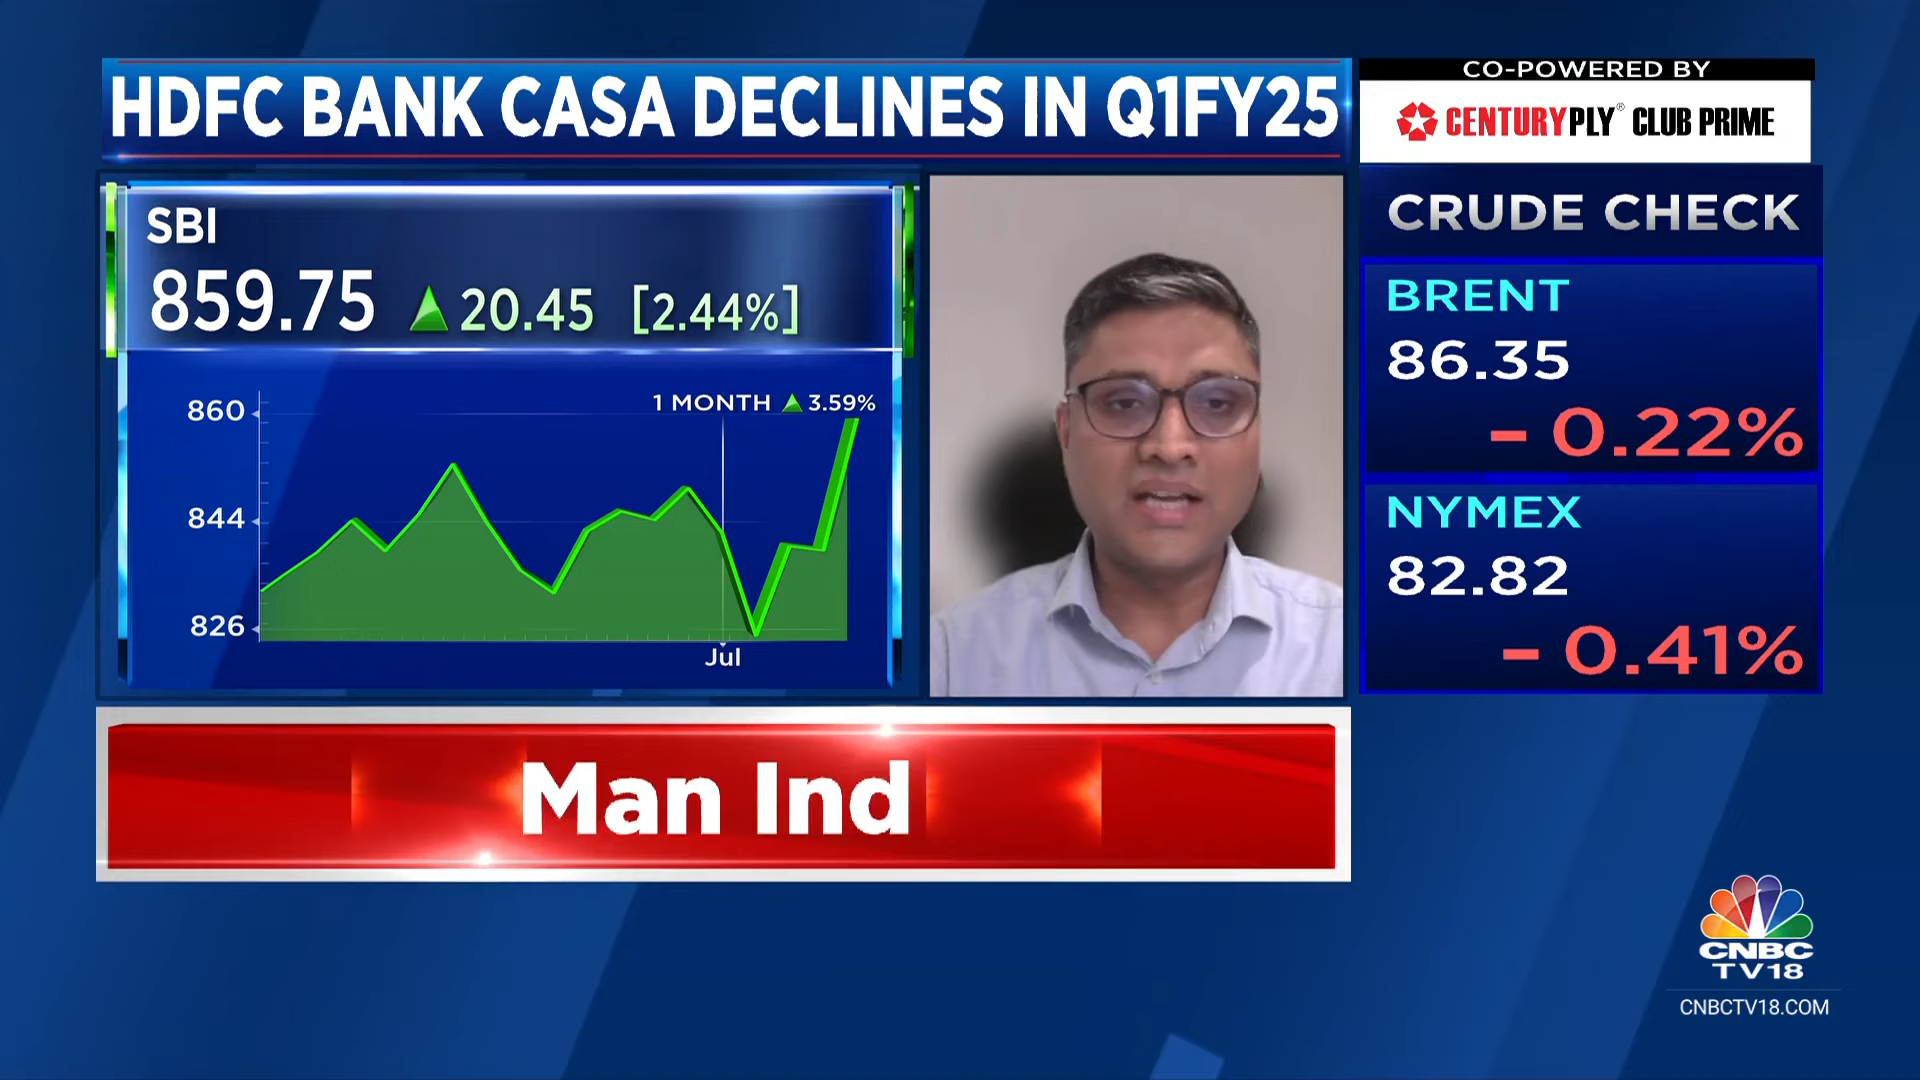 HDFC BANK CASA DECLINES IN Q1FY25
CO-POWERED BY
CENTURYPLY® CLUB PRIME
SBI
859.75 ▲ 20.45 [2.44%]
1 MONTH ▲ 3.59%
860
844
826
Jul
CRUDE CHECK
BRENT
86.35
- 0.22%
NYMEX
82.82
- 0.41%
Man Ind
CNBC
TV18
CNBCTV18.COM